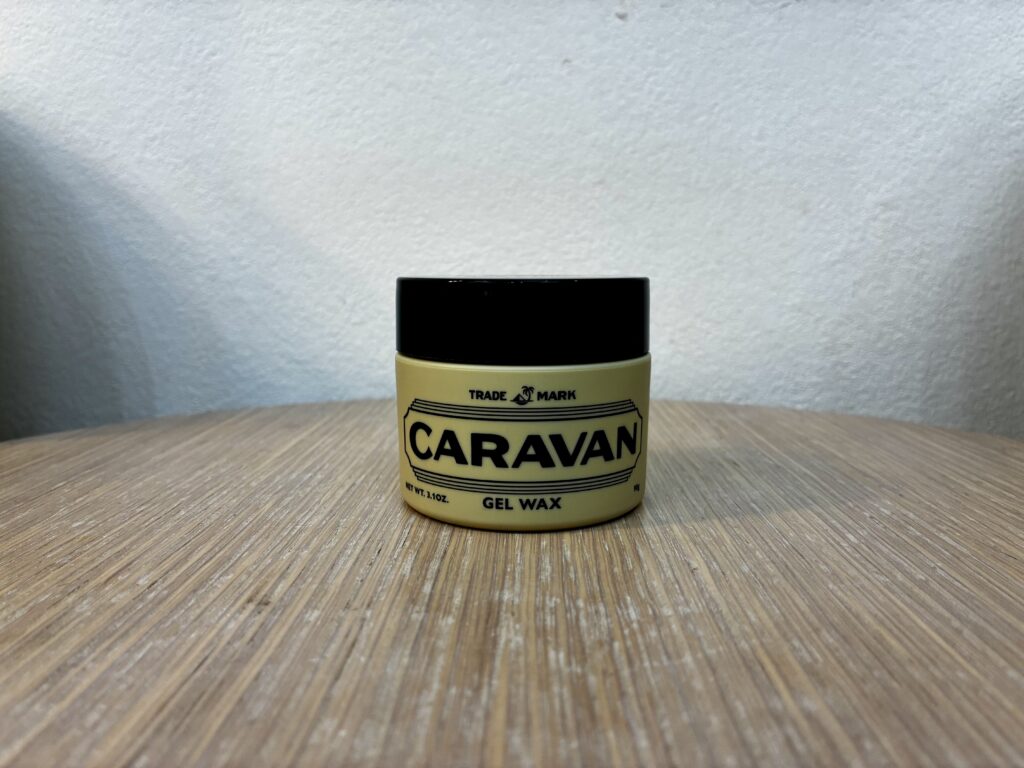 TRADE MARK
CARAVAN
NET WT. 3.1OZ.
GEL WAX